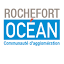 ROCHEFORT
OCÉAN
Communauté d'agglomération